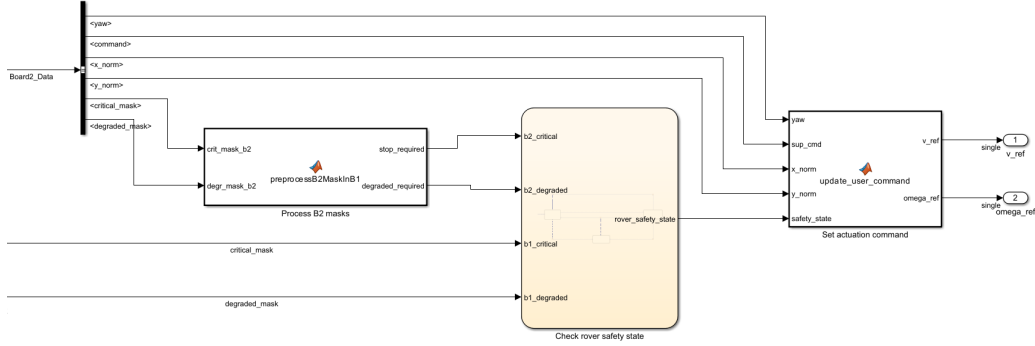 <yaw>
<command>
<x_norm>
Board2_Data
<y_norm>
<critical_mask>
<degraded_mask>
crit_mask_b2
stop_required
preprocessB2MaskInB1
degr_mask_b2
degraded_required
Process B2 masks
b2_critical
b2_degraded
rover_safety_state
b1_critical
b1_degraded
Check rover safety state
critical_mask
degraded_mask
yaw
sup_cmd
x_norm
update_user_command
y_norm
safety_state
v_ref
omega_ref
Set actuation command
1
single
v_ref
2
single
omega_ref